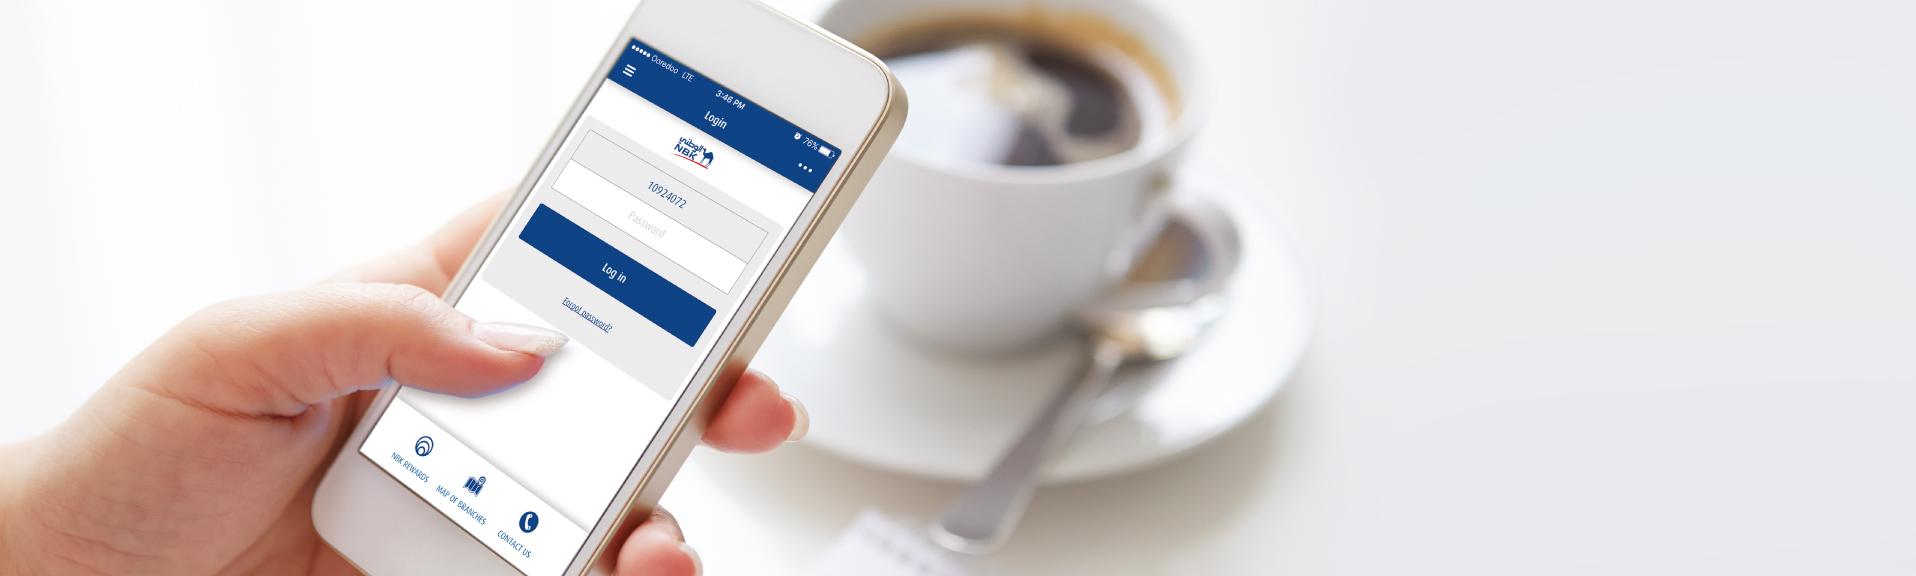 Ooredoo LTE
3:46 PM
76%
Login
الوطني
NBK
10924072
Password
Log in
Forgot password?
NBK REWARDS
MAP OF BRANCHES
CONTACT US